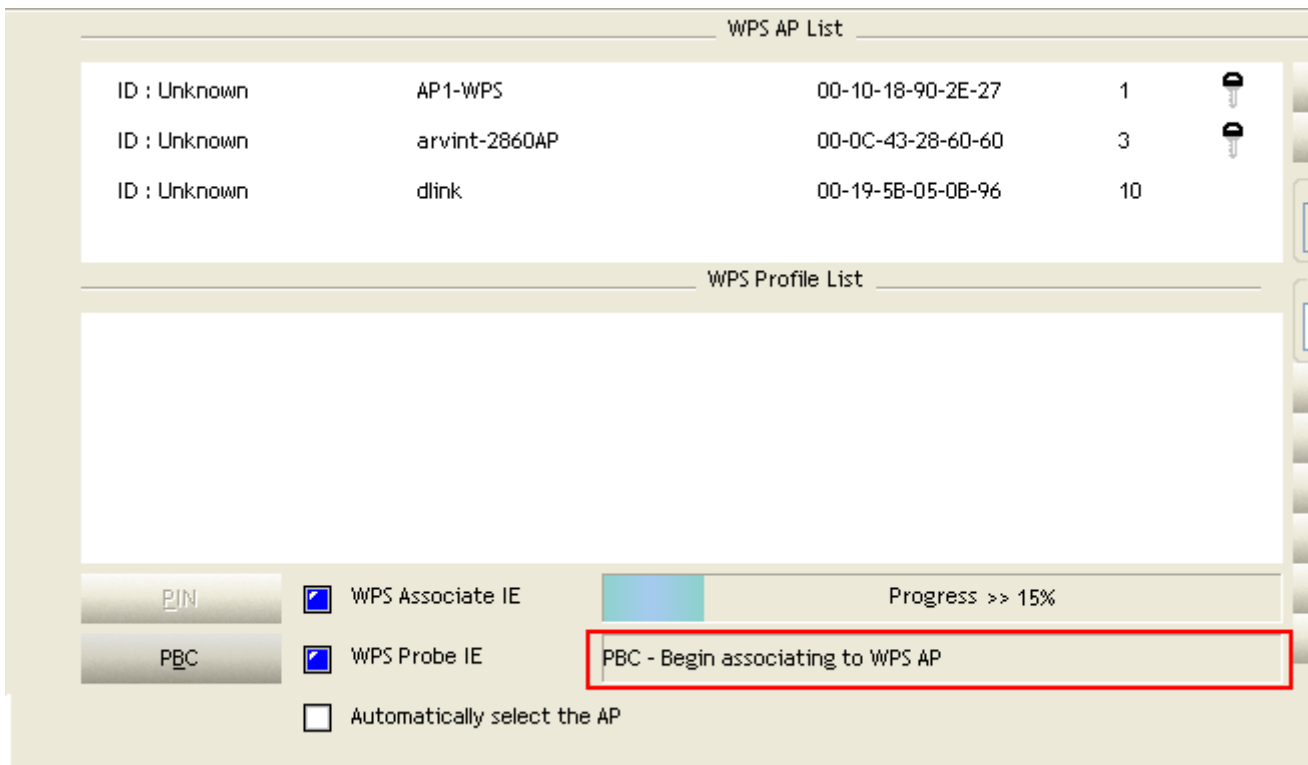 WPS AP List
ID : Unknown AP1-WPS 00-10-18-90-2E-27 1
ID : Unknown arvint-2860AP 00-0C-43-28-60-60 3
ID : Unknown dlink 00-19-5B-05-0B-96 10
WPS Profile List
PIN WPS Associate IE Progress >> 15%
PBC WPS Probe IE PBC - Begin associating to WPS AP
Automatically select the AP